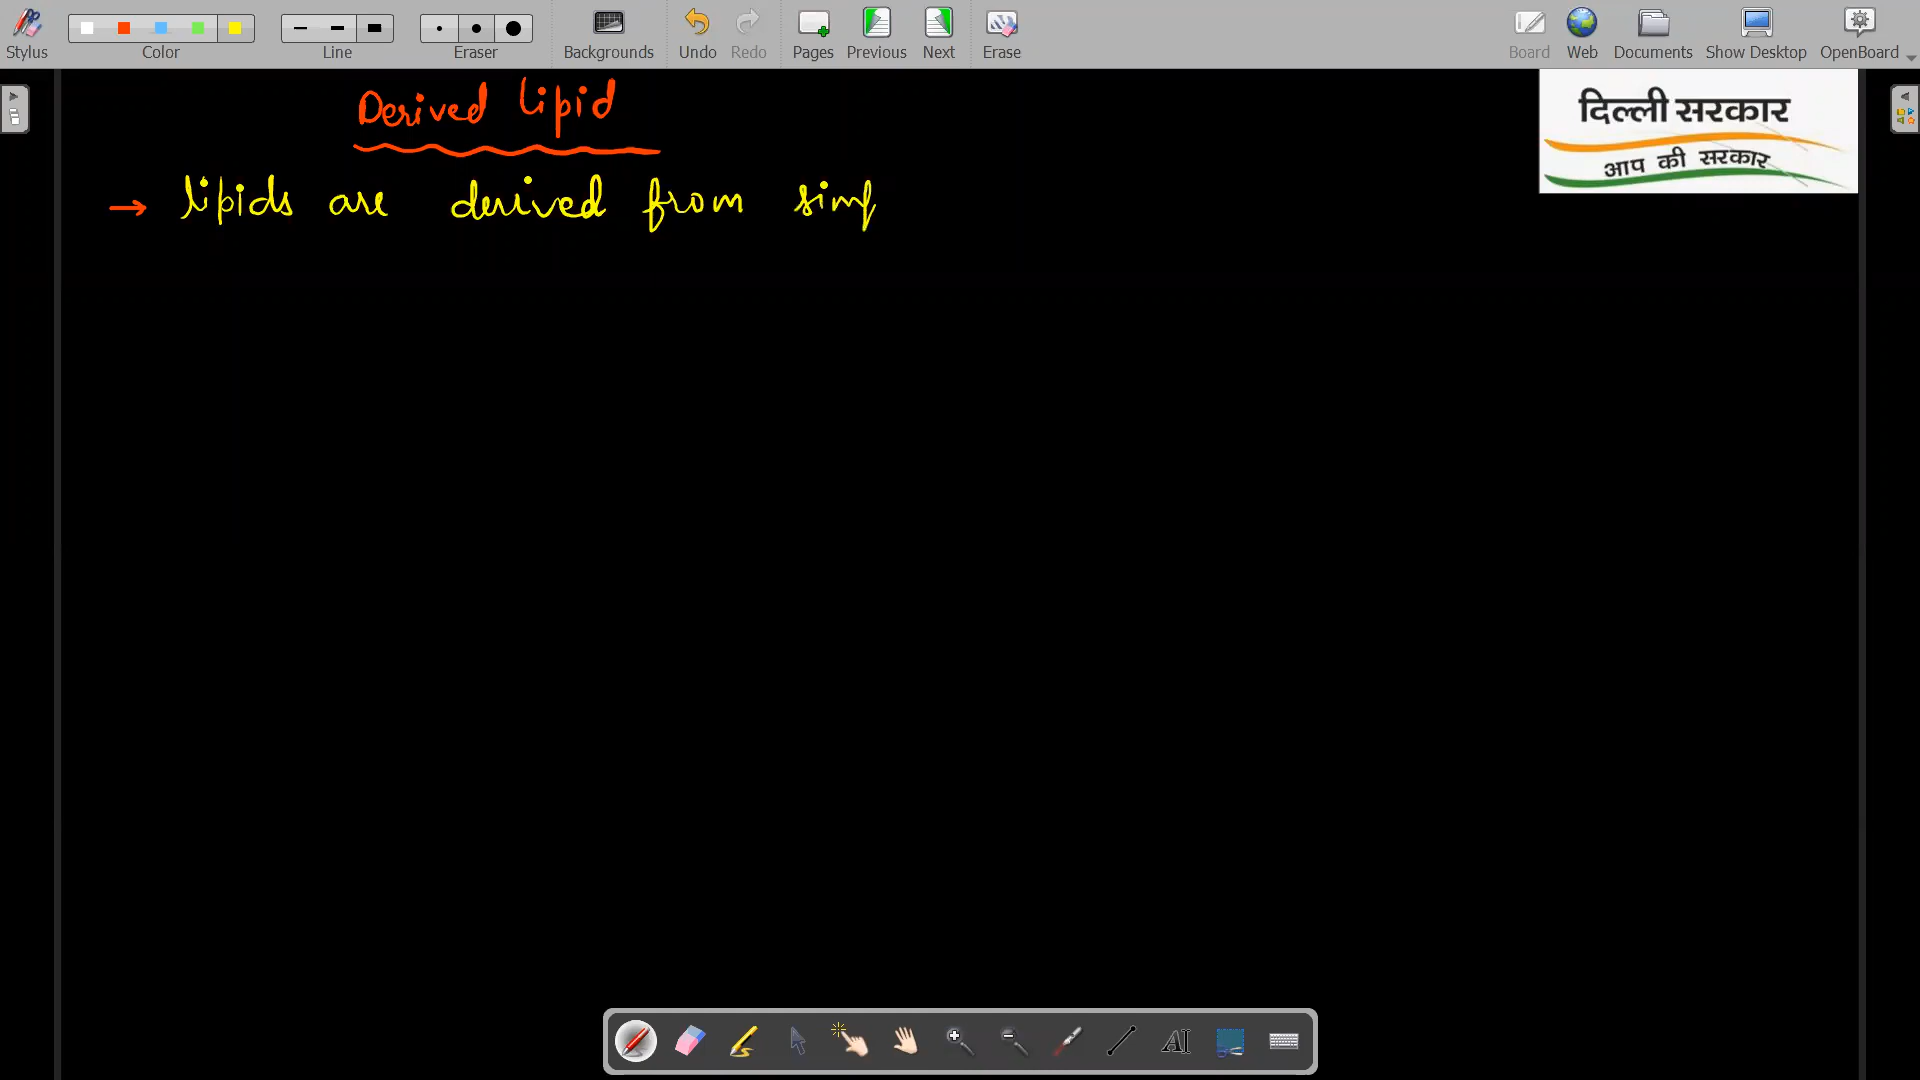 Stylus Color Line Eraser Backgrounds Undo Redo Pages Previous Next Erase Board Web Documents Show Desktop OpenBoard
Derived lipid
दिल्ली सरकार
आप की सरकार
→ lipids are derived from simp
AI